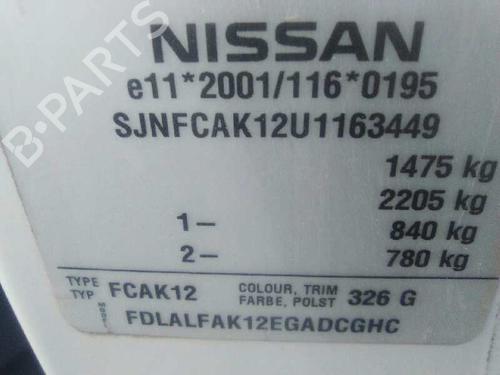 B-PARTS
NISSAN
e11*2001/116*0195
SJNFCAK12U1163449
1475 kg
2205 kg
1— 840 kg
2— 780 kg
TYPE TYP FCAK12 COLOUR, TRIM FARBE, POLST 326 G
MODEL FDLALFAK12EGADCGHC